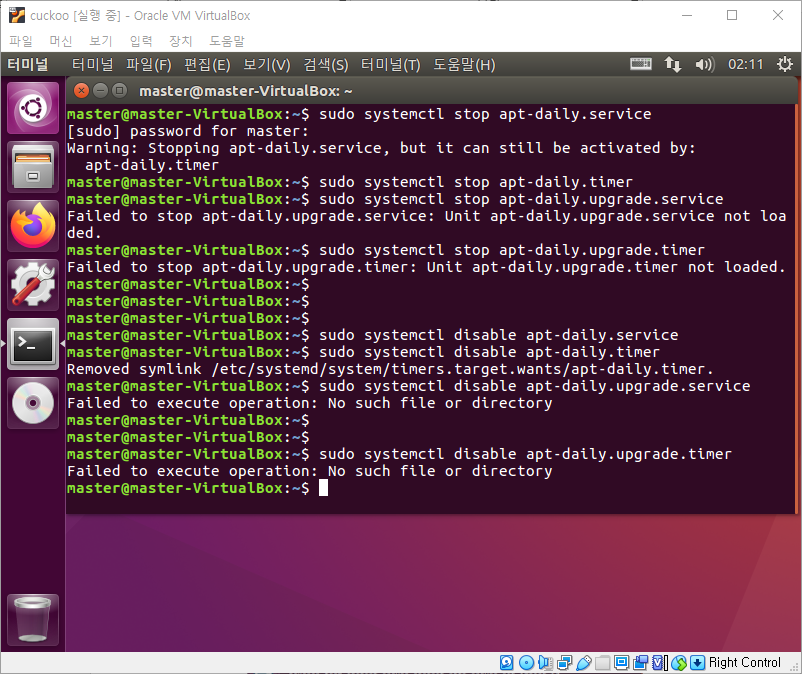 cuckoo [실행 중] - Oracle VM VirtualBox
파일 머신 보기 입력 장치 도움말
터미널 터미널 파일(F) 편집(E) 보기(V) 검색(S) 터미널(T) 도움말(H) 02:11
master@master-VirtualBox: ~
master@master-VirtualBox:~$ sudo systemctl stop apt-daily.service
[sudo] password for master:
Warning: Stopping apt-daily.service, but it can still be activated by:
  apt-daily.timer
master@master-VirtualBox:~$ sudo systemctl stop apt-daily.timer
master@master-VirtualBox:~$ sudo systemctl stop apt-daily.upgrade.service
Failed to stop apt-daily.upgrade.service: Unit apt-daily.upgrade.service not loa
ded.
master@master-VirtualBox:~$ sudo systemctl stop apt-daily.upgrade.timer
Failed to stop apt-daily.upgrade.timer: Unit apt-daily.upgrade.timer not loaded.
master@master-VirtualBox:~$
master@master-VirtualBox:~$
master@master-VirtualBox:~$
master@master-VirtualBox:~$ sudo systemctl disable apt-daily.service
master@master-VirtualBox:~$ sudo systemctl disable apt-daily.timer
Removed symlink /etc/systemd/system/timers.target.wants/apt-daily.timer.
master@master-VirtualBox:~$ sudo systemctl disable apt-daily.upgrade.service
Failed to execute operation: No such file or directory
master@master-VirtualBox:~$
master@master-VirtualBox:~$
master@master-VirtualBox:~$ sudo systemctl disable apt-daily.upgrade.timer
Failed to execute operation: No such file or directory
master@master-VirtualBox:~$
Right Control